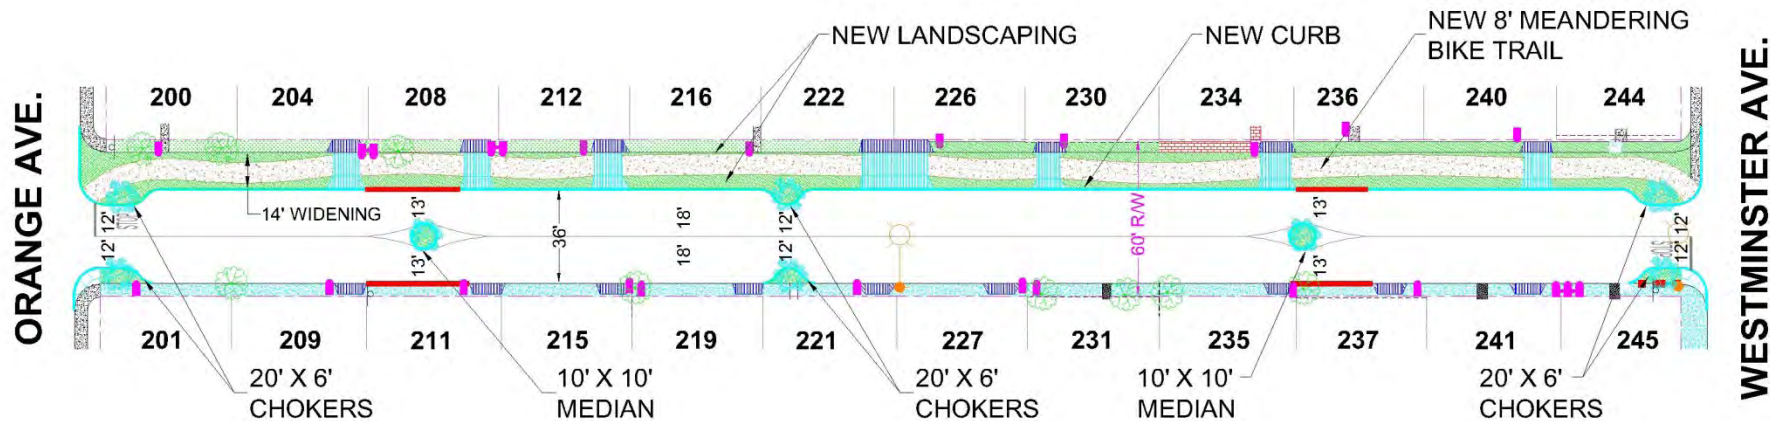 NEW LANDSCAPING
NEW CURB
NEW 8' MEANDERING
BIKE TRAIL
ORANGE AVE.
WESTMINSTER AVE.
200
204
208
212
216
222
226
230
234
236
240
244
14' WIDENING
12'
12'
STOP
13'
13'
36'
18'
18'
12'
12'
60' R/W
13'
13'
STOP
12'
12'
201
209
211
215
219
221
227
231
235
237
241
245
20' X 6'
CHOKERS
10' X 10'
MEDIAN
20' X 6'
CHOKERS
10' X 10'
MEDIAN
20' X 6'
CHOKERS